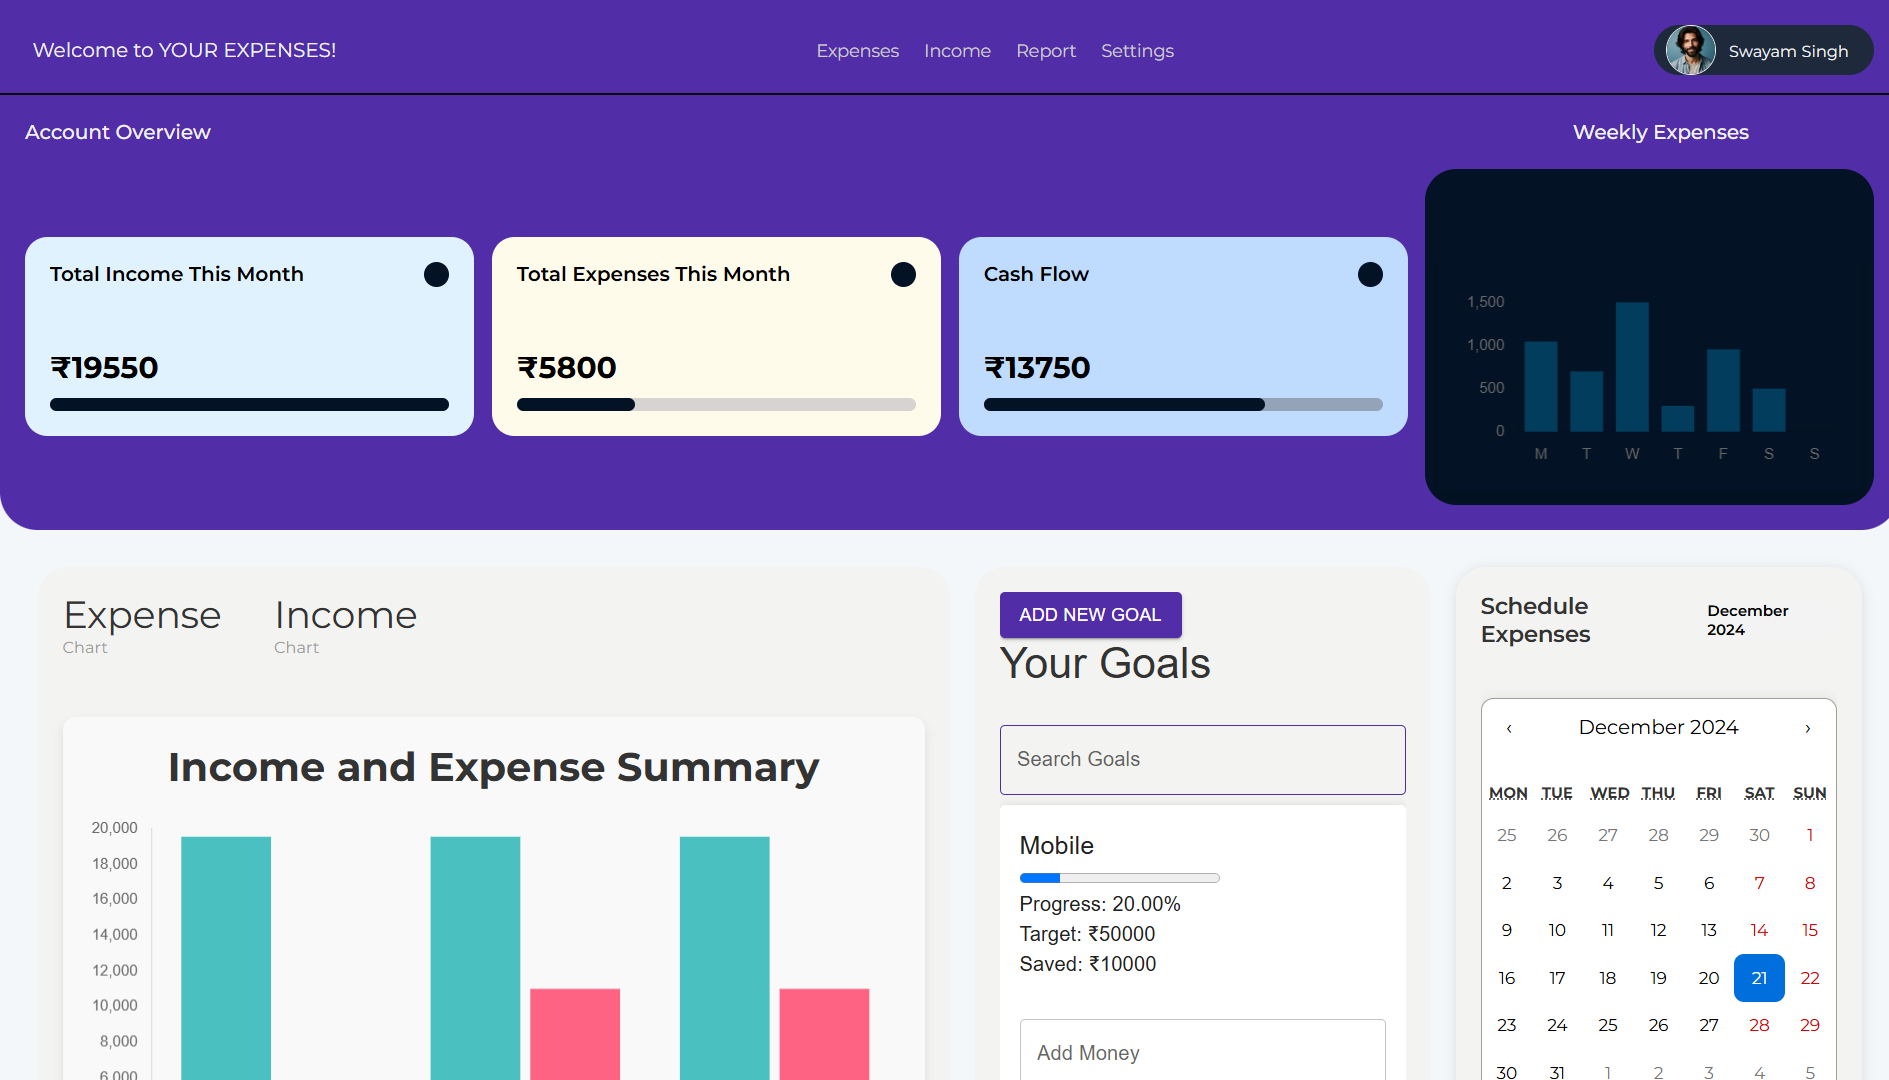 Welcome to YOUR EXPENSES!
Expenses Income Report Settings
Swayam Singh
Account Overview
Weekly Expenses
Total Income This Month
₹19550
Total Expenses This Month
₹5800
Cash Flow
₹13750
1,500
1,000
500
0
M T W T F S S
Expense
Chart
Income
Chart
Income and Expense Summary
20,000
18,000
16,000
14,000
12,000
10,000
8,000
6,000
ADD NEW GOAL
Your Goals
Search Goals
Mobile
Progress: 20.00%
Target: ₹50000
Saved: ₹10000
Add Money
Schedule
Expenses
December
2024
‹ December 2024 ›
MON TUE WED THU FRI SAT SUN
25 26 27 28 29 30 1
2 3 4 5 6 7 8
9 10 11 12 13 14 15
16 17 18 19 20 21 22
23 24 25 26 27 28 29
30 31 1 2 3 4 5